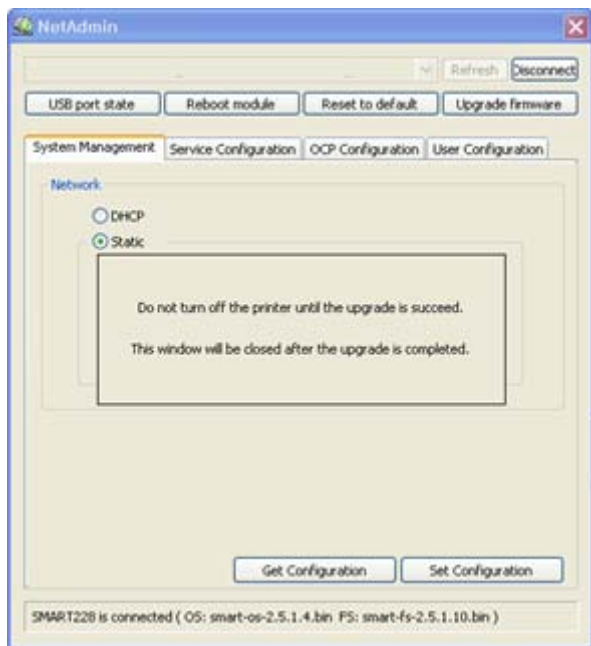 NetAdmin
Refresh Disconnect
USB port state Reboot module Reset to default Upgrade firmware
System Management Service Configuration OCP Configuration User Configuration
Network
DHCP
Static
Do not turn off the printer until the upgrade is succeed.
This window will be closed after the upgrade is completed.
Get Configuration Set Configuration
SMART228 is connected ( OS: smart-os-2.5.1.4.bin FS: smart-fs-2.5.1.10.bin )